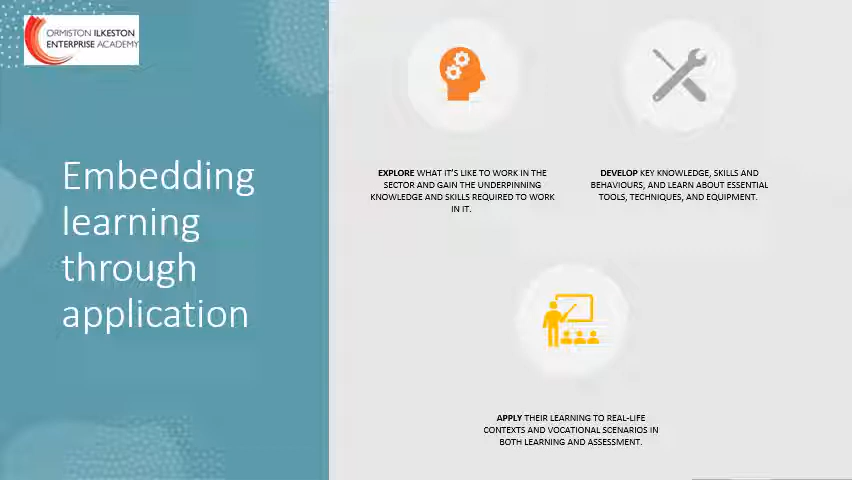 ORMISTON ILKESTON
ENTERPRISE ACADEMY
Embedding
learning
through
application
EXPLORE WHAT IT'S LIKE TO WORK IN THE
SECTOR AND GAIN THE UNDERPINNING
KNOWLEDGE AND SKILLS REQUIRED TO WORK
IN IT.
DEVELOP KEY KNOWLEDGE, SKILLS AND
BEHAVIOURS, AND LEARN ABOUT ESSENTIAL
TOOLS, TECHNIQUES, AND EQUIPMENT.
APPLY THEIR LEARNING TO REAL-LIFE
CONTEXTS AND VOCATIONAL SCENARIOS IN
BOTH LEARNING AND ASSESSMENT.